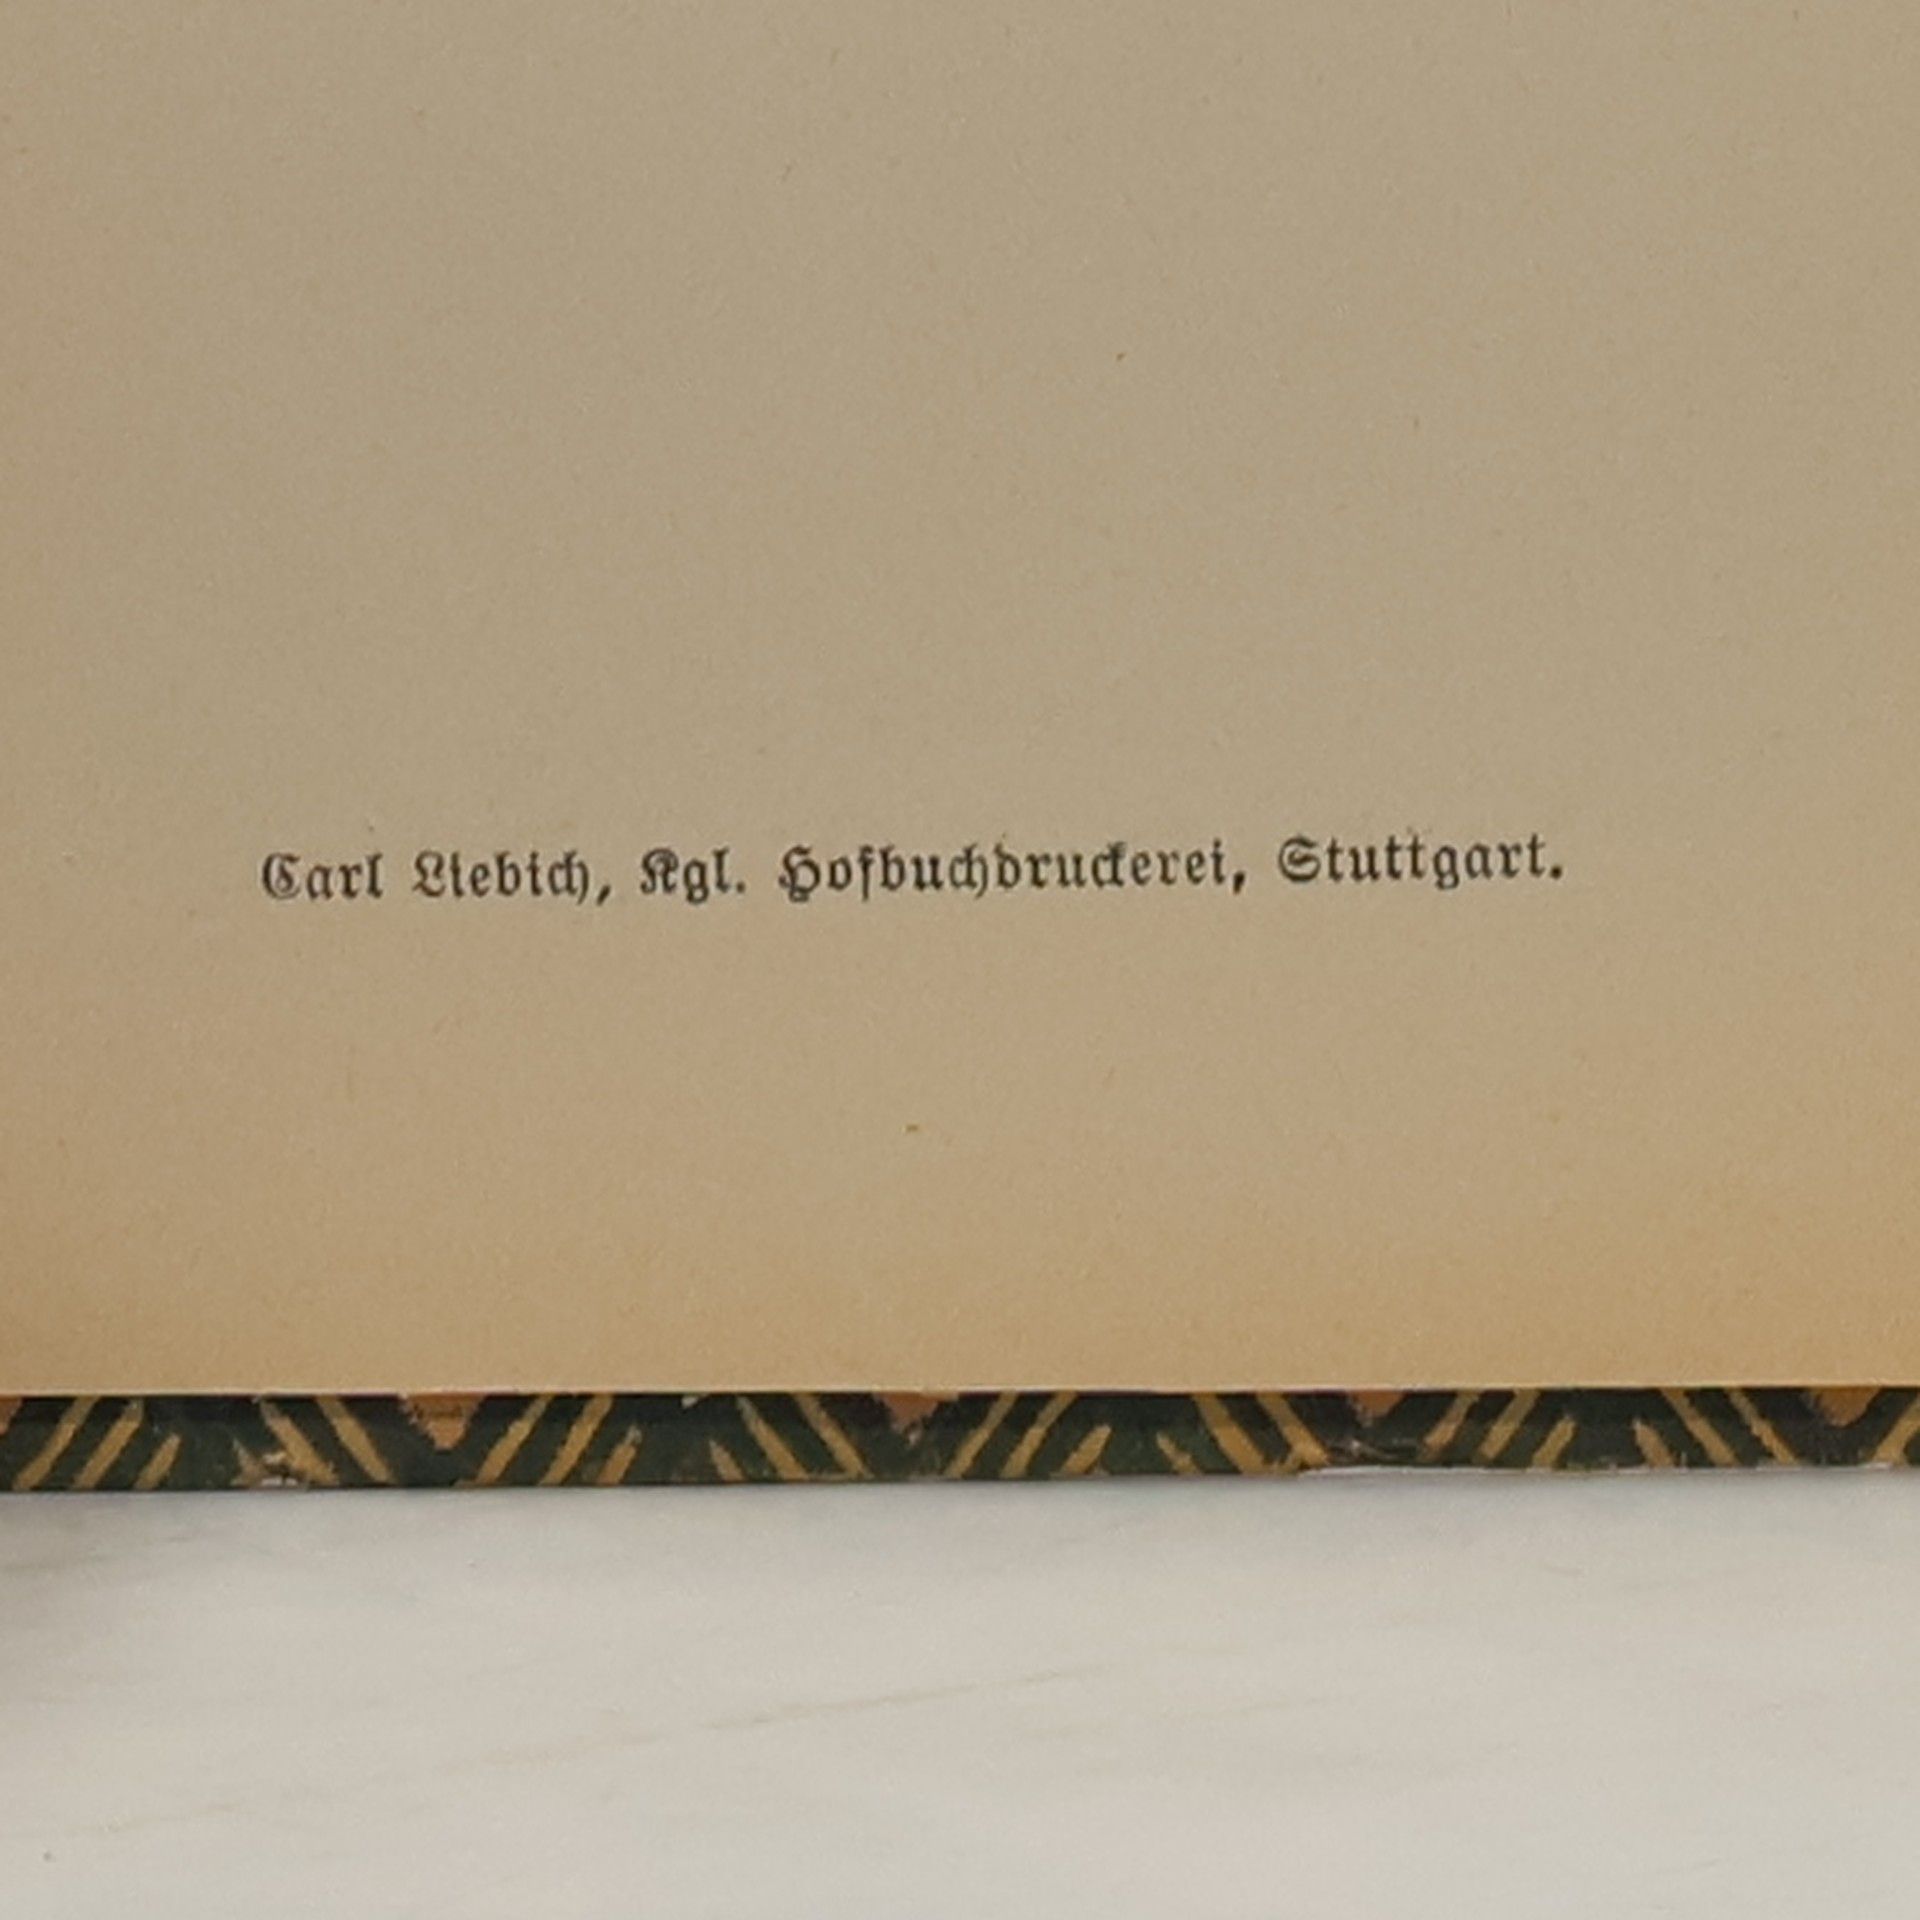 Carl Liebich, Kgl. Hofbuchdruckerei, Stuttgart.